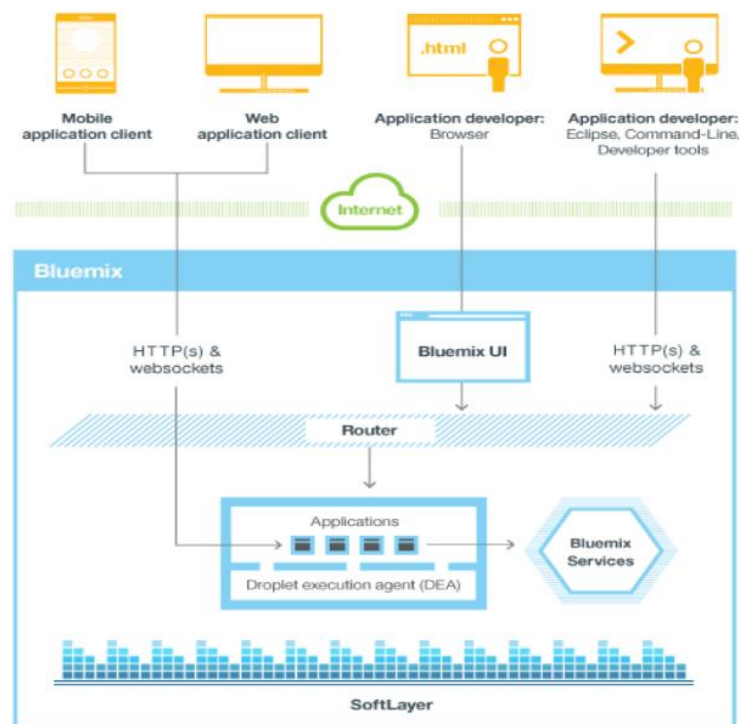 .html
Mobile
application client
Web
application client
Application developer:
Browser
Application developer:
Eclipse, Command-Line,
Developer tools
Internet
Bluemix
HTTP(s) &
websockets
Bluemix UI
HTTP(s) &
websockets
Router
Applications
Droplet execution agent (DEA)
Bluemix
Services
SoftLayer